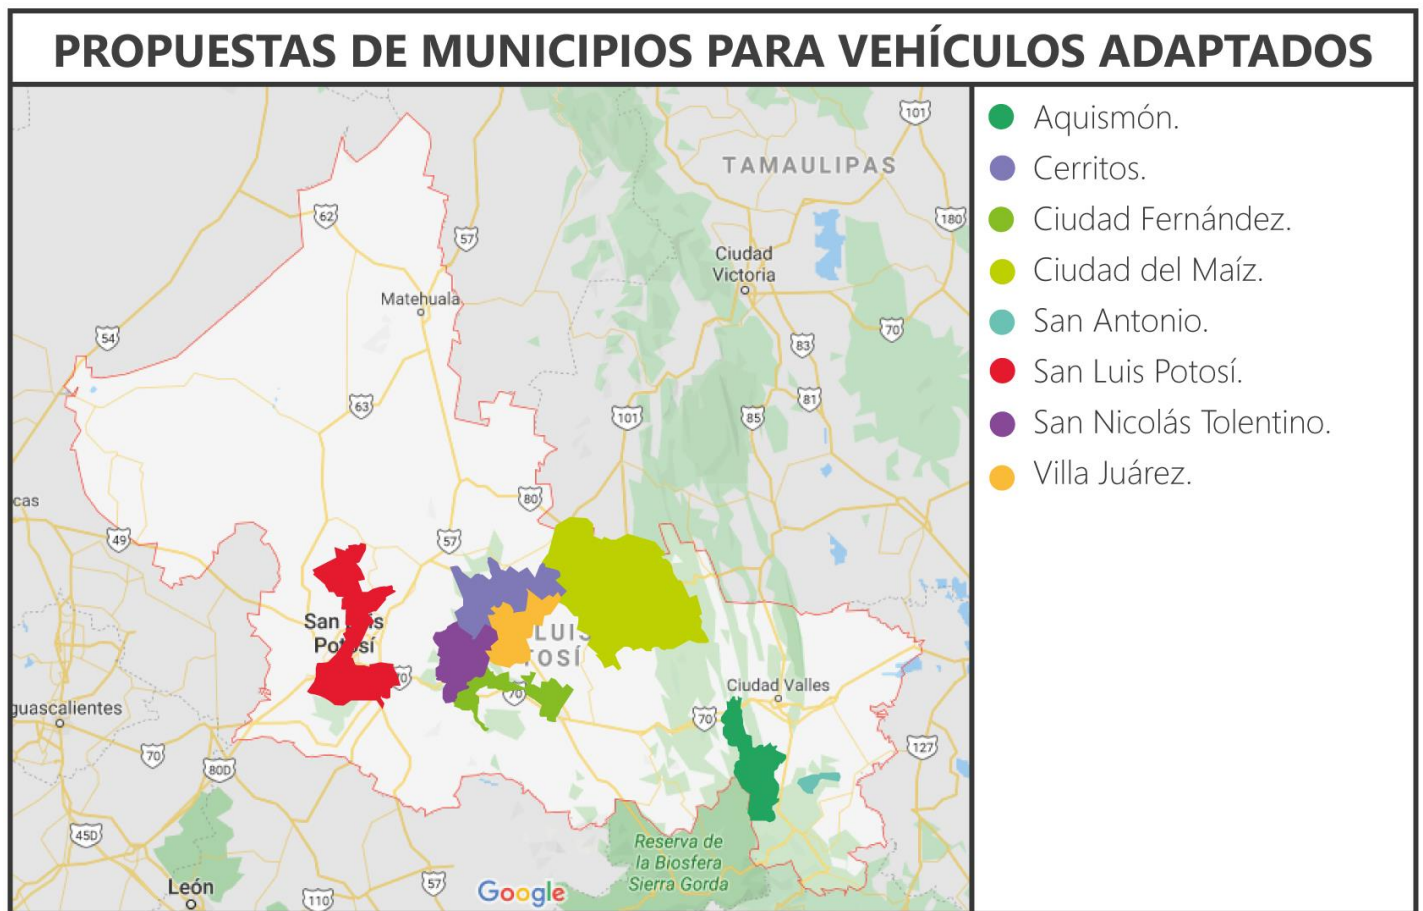 PROPUESTAS DE MUNICIPIOS PARA VEHÍCULOS ADAPTADOS
Aquismón.
Cerritos.
Ciudad Fernández.
Ciudad del Maíz.
San Antonio.
San Luis Potosí.
San Nicolás Tolentino.
Villa Juárez.
101
TAMAULIPAS
62
57
180
Ciudad
Victoria
Matehuala
54
70
83
63
81
101
85
80
cas
49
57
San Luis
Potosí
LUIS
TOSÍ
70
Ciudad Valles
guascalientes
70
127
70
80D
45D
Reserva de
la Biosfera
Sierra Gorda
León
110
57
Google